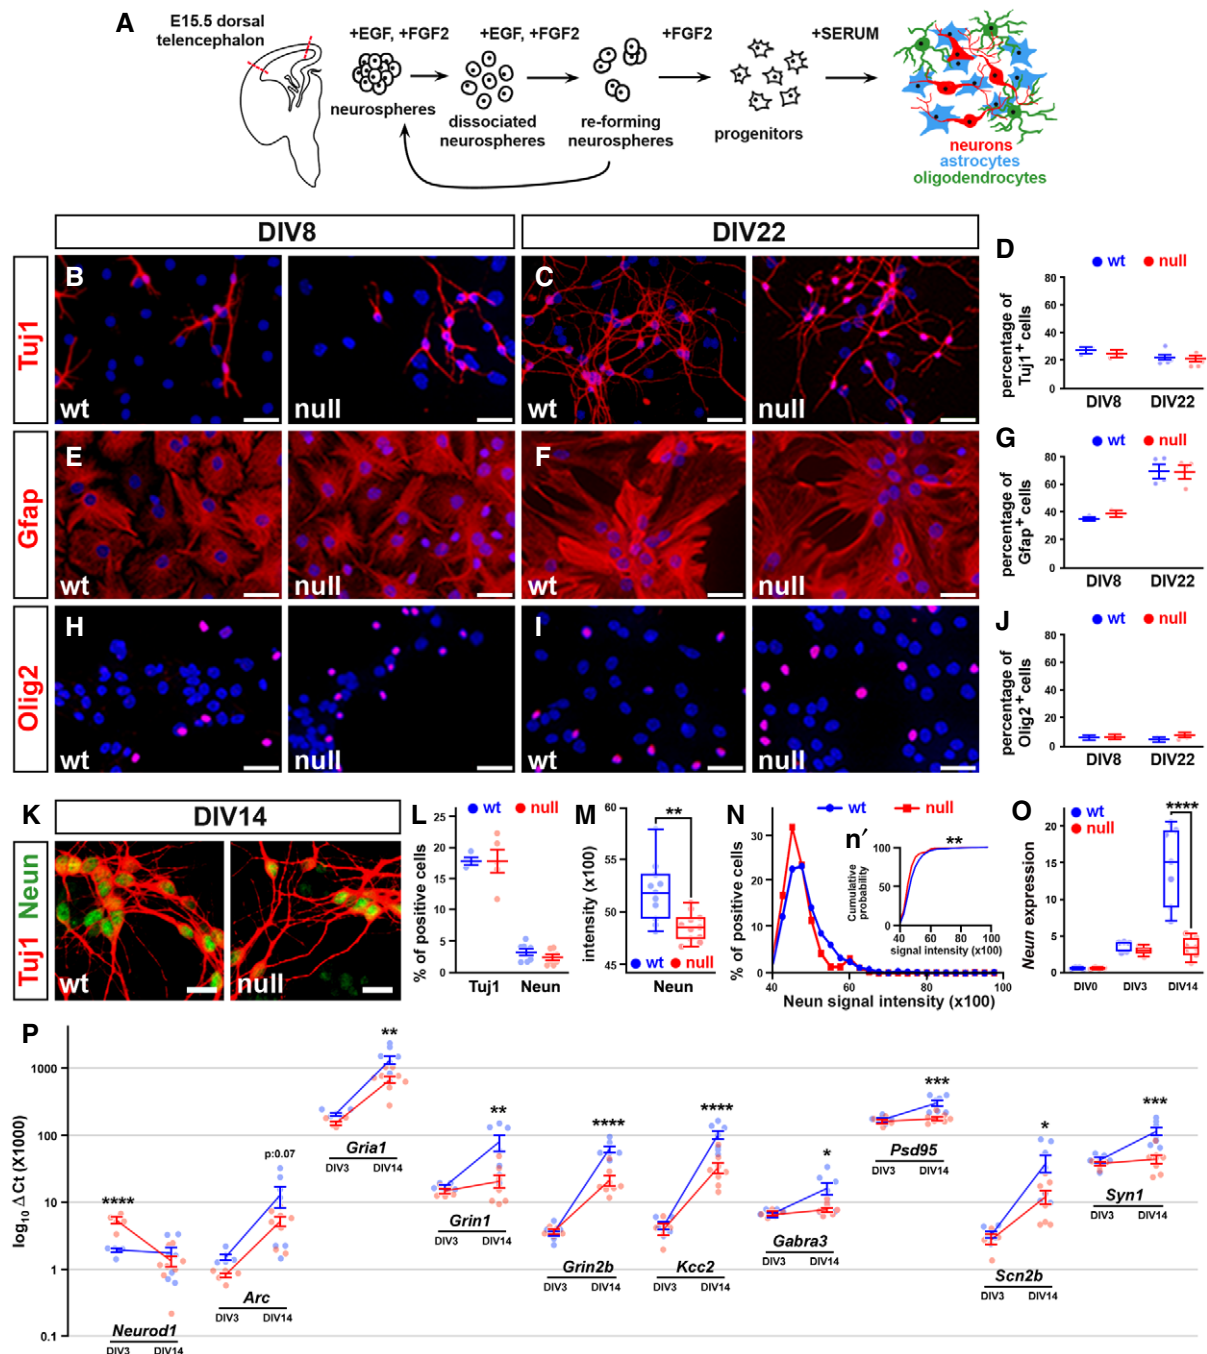 A
E15.5 dorsal
telencephalon
+EGF, +FGF2
+EGF, +FGF2
+FGF2
+SERUM
neurospheres
dissociated
neurospheres
re-forming
neurospheres
progenitors
neurons
astrocytes
oligodendrocytes
DIV8
DIV22
Tuj1
B
wt
null
C
wt
null
D
wt
null
percentage of
Tuj1+ cells
80
60
40
20
0
DIV8
DIV22
Gfap
E
wt
null
F
wt
null
G
wt
null
percentage of
Gfap+ cells
80
60
40
20
0
DIV8
DIV22
Olig2
H
wt
null
I
wt
null
J
wt
null
percentage of
Olig2+ cells
80
60
40
20
0
DIV8
DIV22
K
DIV14
Tuj1 Neun
wt
null
L
wt
null
% of positive cells
25
20
15
10
5
0
Tuj1
Neun
M
intensity (x100)
60
55
50
45
**
wt
null
Neun
N
wt
null
% of positive cells
30
20
10
0
40
60
80
100
Neun signal intensity (x100)
n′
**
Cumulative
probability
100
50
0
40
60
80
100
signal intensity (x100)
O
wt
null
****
Neun expression
20
15
10
5
0
DIV0
DIV3
DIV14
P
log10 Δ Ct (X1000)
1000
100
10
1
0.1
****
Neurod1
DIV3
DIV14
p:0.07
Arc
DIV3
DIV14
**
Gria1
DIV3
DIV14
**
Grin1
DIV3
DIV14
****
Grin2b
DIV3
DIV14
****
Kcc2
DIV3
DIV14
*
Gabra3
DIV3
DIV14
***
Psd95
DIV3
DIV14
*
Scn2b
DIV3
DIV14
***
Syn1
DIV3
DIV14